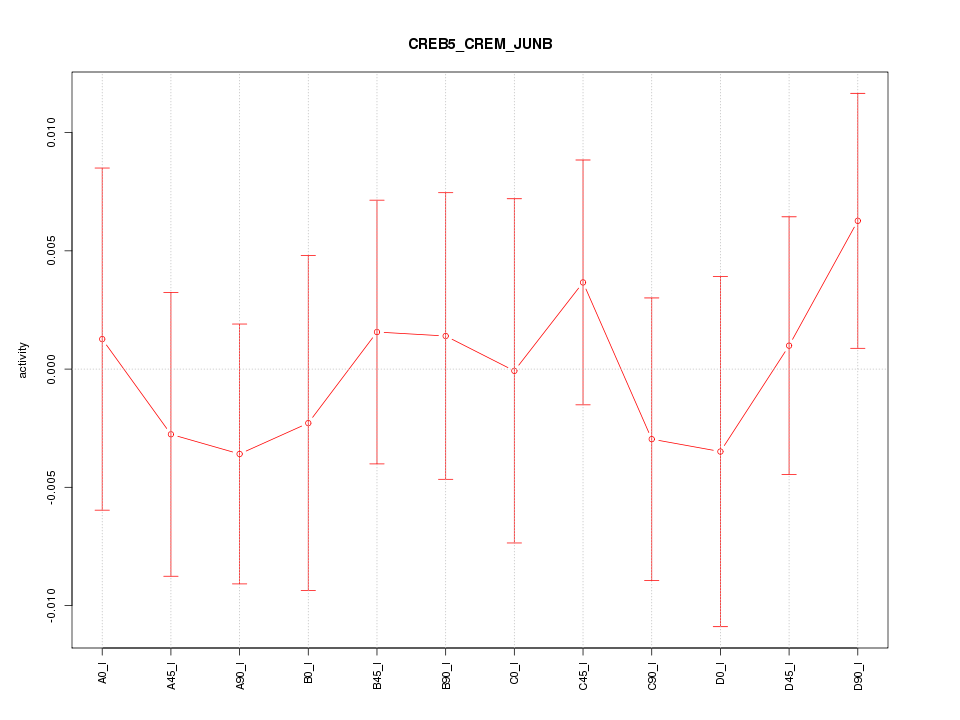 CREB5_CREM_JUNB
activity
0.010
0.005
0.000
-0.005
-0.010
A0_I
A45_I
A90_I
B0_I
B45_I
B90_I
C0_I
C45_I
C90_I
D0_I
D45_I
D90_I